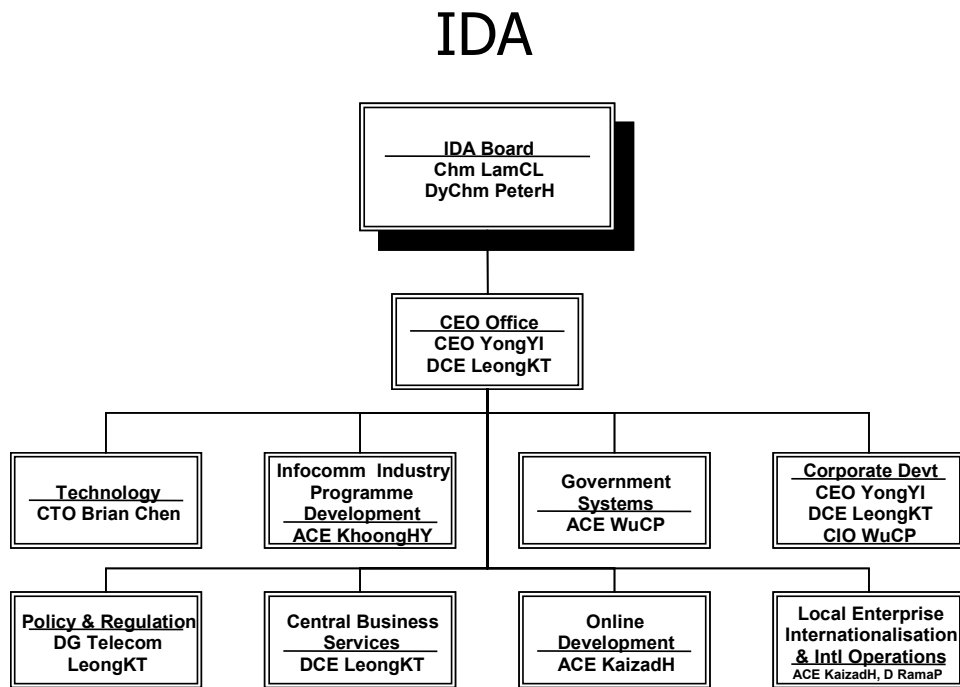 IDA
IDA Board
Chm LamCL
DyChm PeterH
CEO Office
CEO YongYI
DCE LeongKT
Technology
CTO Brian Chen
Infocomm Industry
Programme
Development
ACE KhoongHY
Government
Systems
ACE WuCP
Corporate Devt
CEO YongYI
DCE LeongKT
CIO WuCP
Policy & Regulation
DG Telecom
LeongKT
Central Business
Services
DCE LeongKT
Online
Development
ACE KaizadH
Local Enterprise
Internationalisation
& Intl Operations
ACE KaizadH, D RamaP